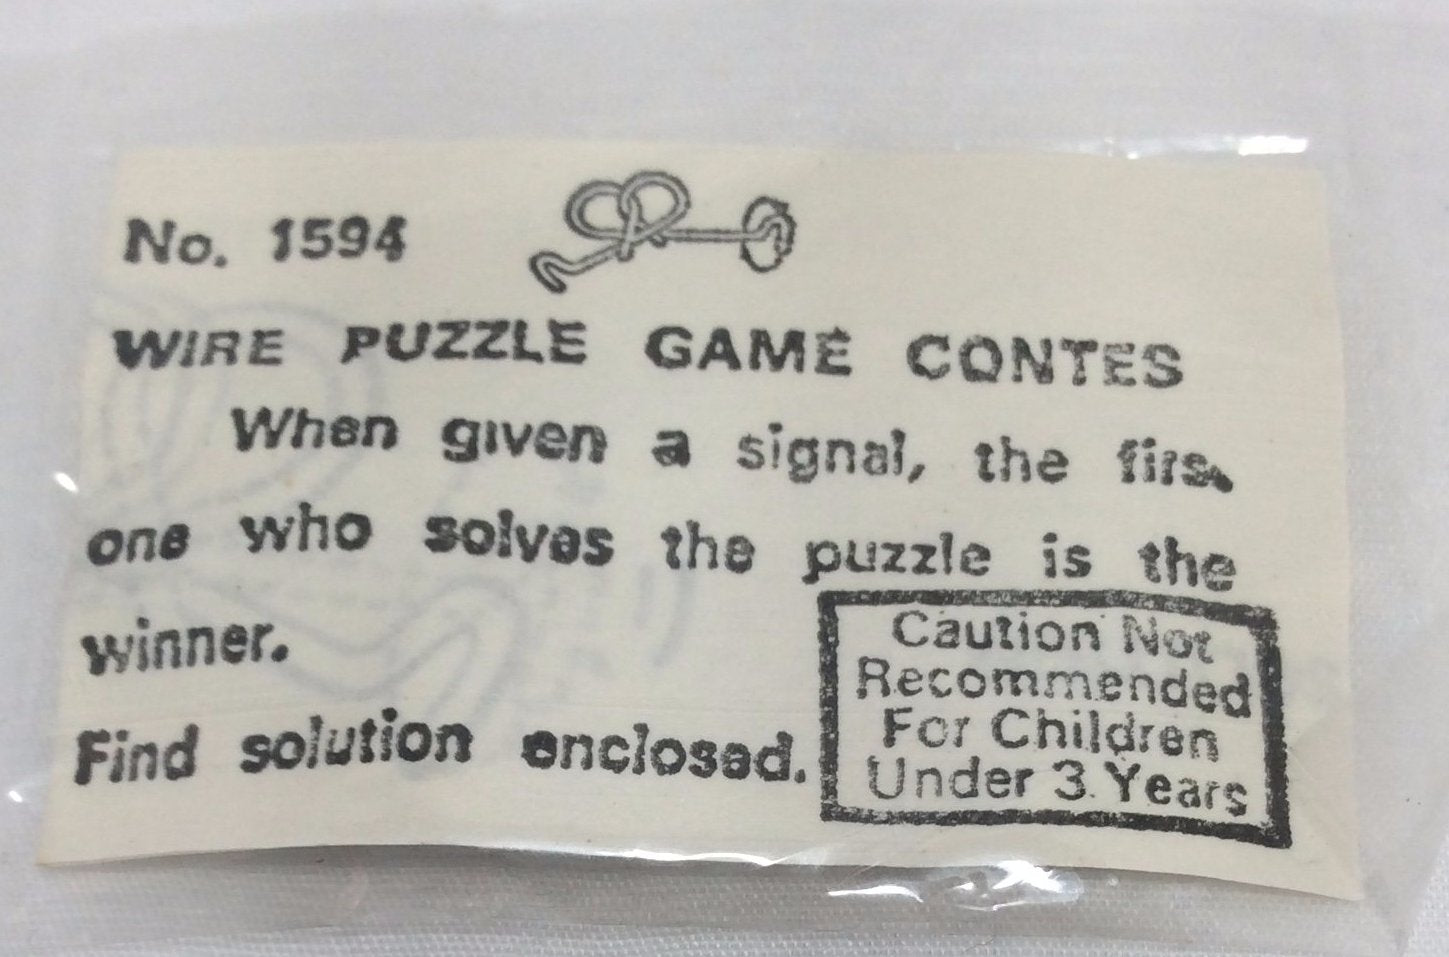 No. 1594
WIRE PUZZLE GAME CONTES
When given a signal, the firs
one who solves the puzzle is the
winner.
Find solution enclosed.
Caution Not
Recommended
For Children
Under 3 Years